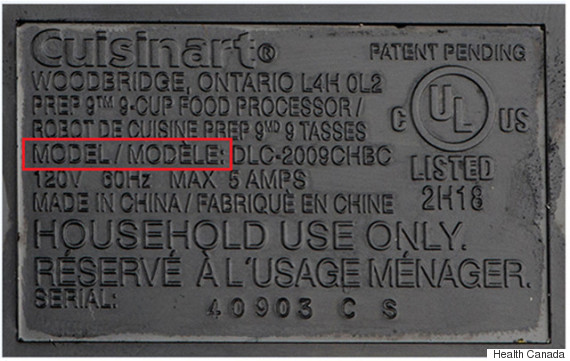 Cuisinart®
PATENT PENDING
WOODBRIDGE, ONTARIO L4H 0L2
PREP 9™ 9-CUP FOOD PROCESSOR /
ROBOT DE CUISINE PREP 9MD 9 TASSES
C UL US
MODEL / MODÈLE: DLC-2009CHBC
LISTED
120V 60Hz MAX 5 AMPS
2H18
MADE IN CHINA / FABRIQUÉ EN CHINE
HOUSEHOLD USE ONLY.
RÉSERVÉ À L'USAGE MÉNAGER.
SERIAL: 40903 C S
Health Canada